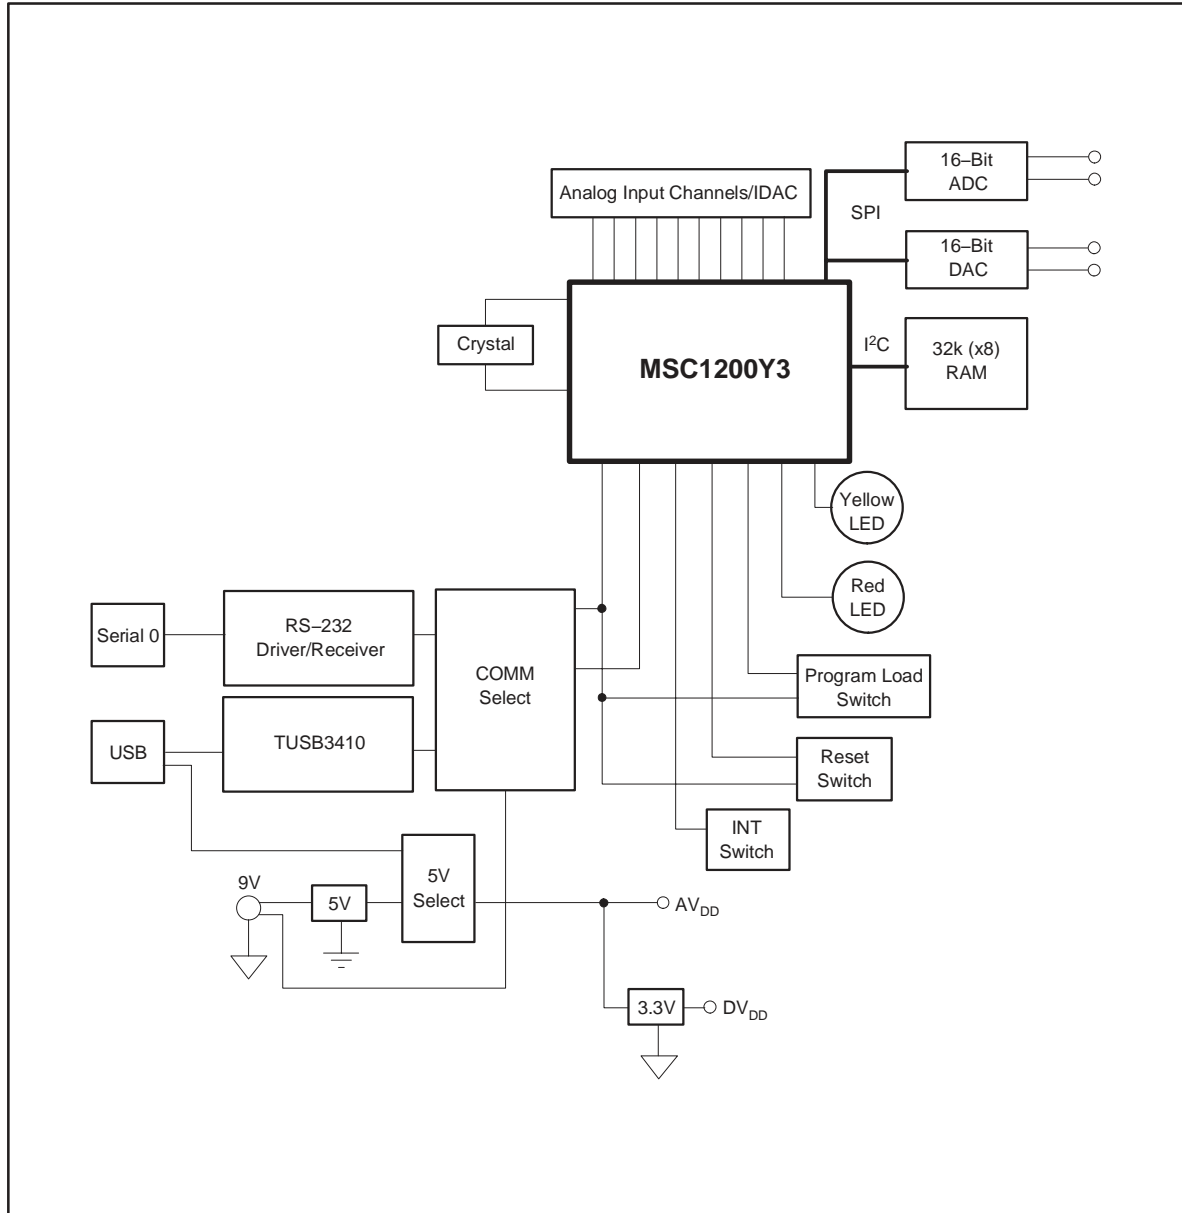 16–Bit
ADC
Analog Input Channels/IDAC
SPI
16–Bit
DAC
Crystal
MSC1200Y3
I²C
32k (x8)
RAM
Yellow
LED
Red
LED
Serial 0
RS–232
Driver/Receiver
COMM
Select
Program Load
Switch
USB
TUSB3410
Reset
Switch
INT
Switch
5V
Select
9V
5V
AVDD
3.3V
DVDD